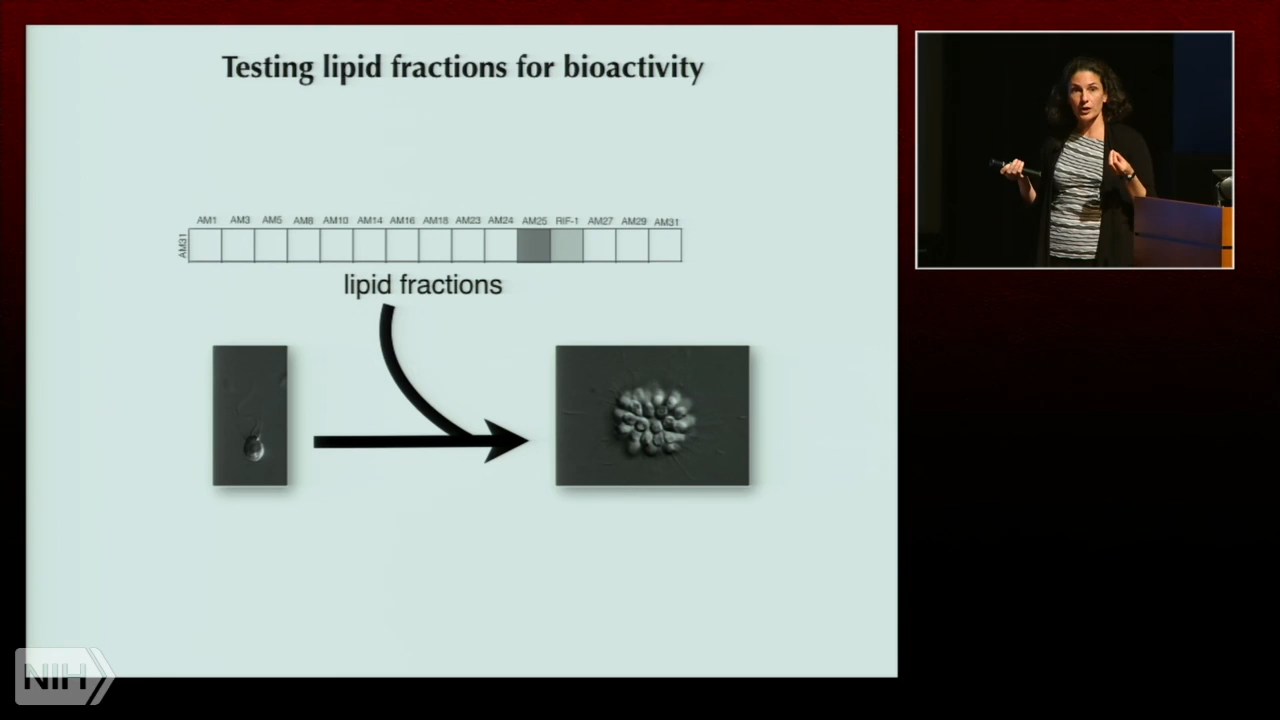 Testing lipid fractions for bioactivity
AM1 AM3 AM5 AM8 AM10 AM14 AM16 AM18 AM23 AM24 AM25 RIF-1 AM27 AM29 AM31
AM31
lipid fractions
NIH